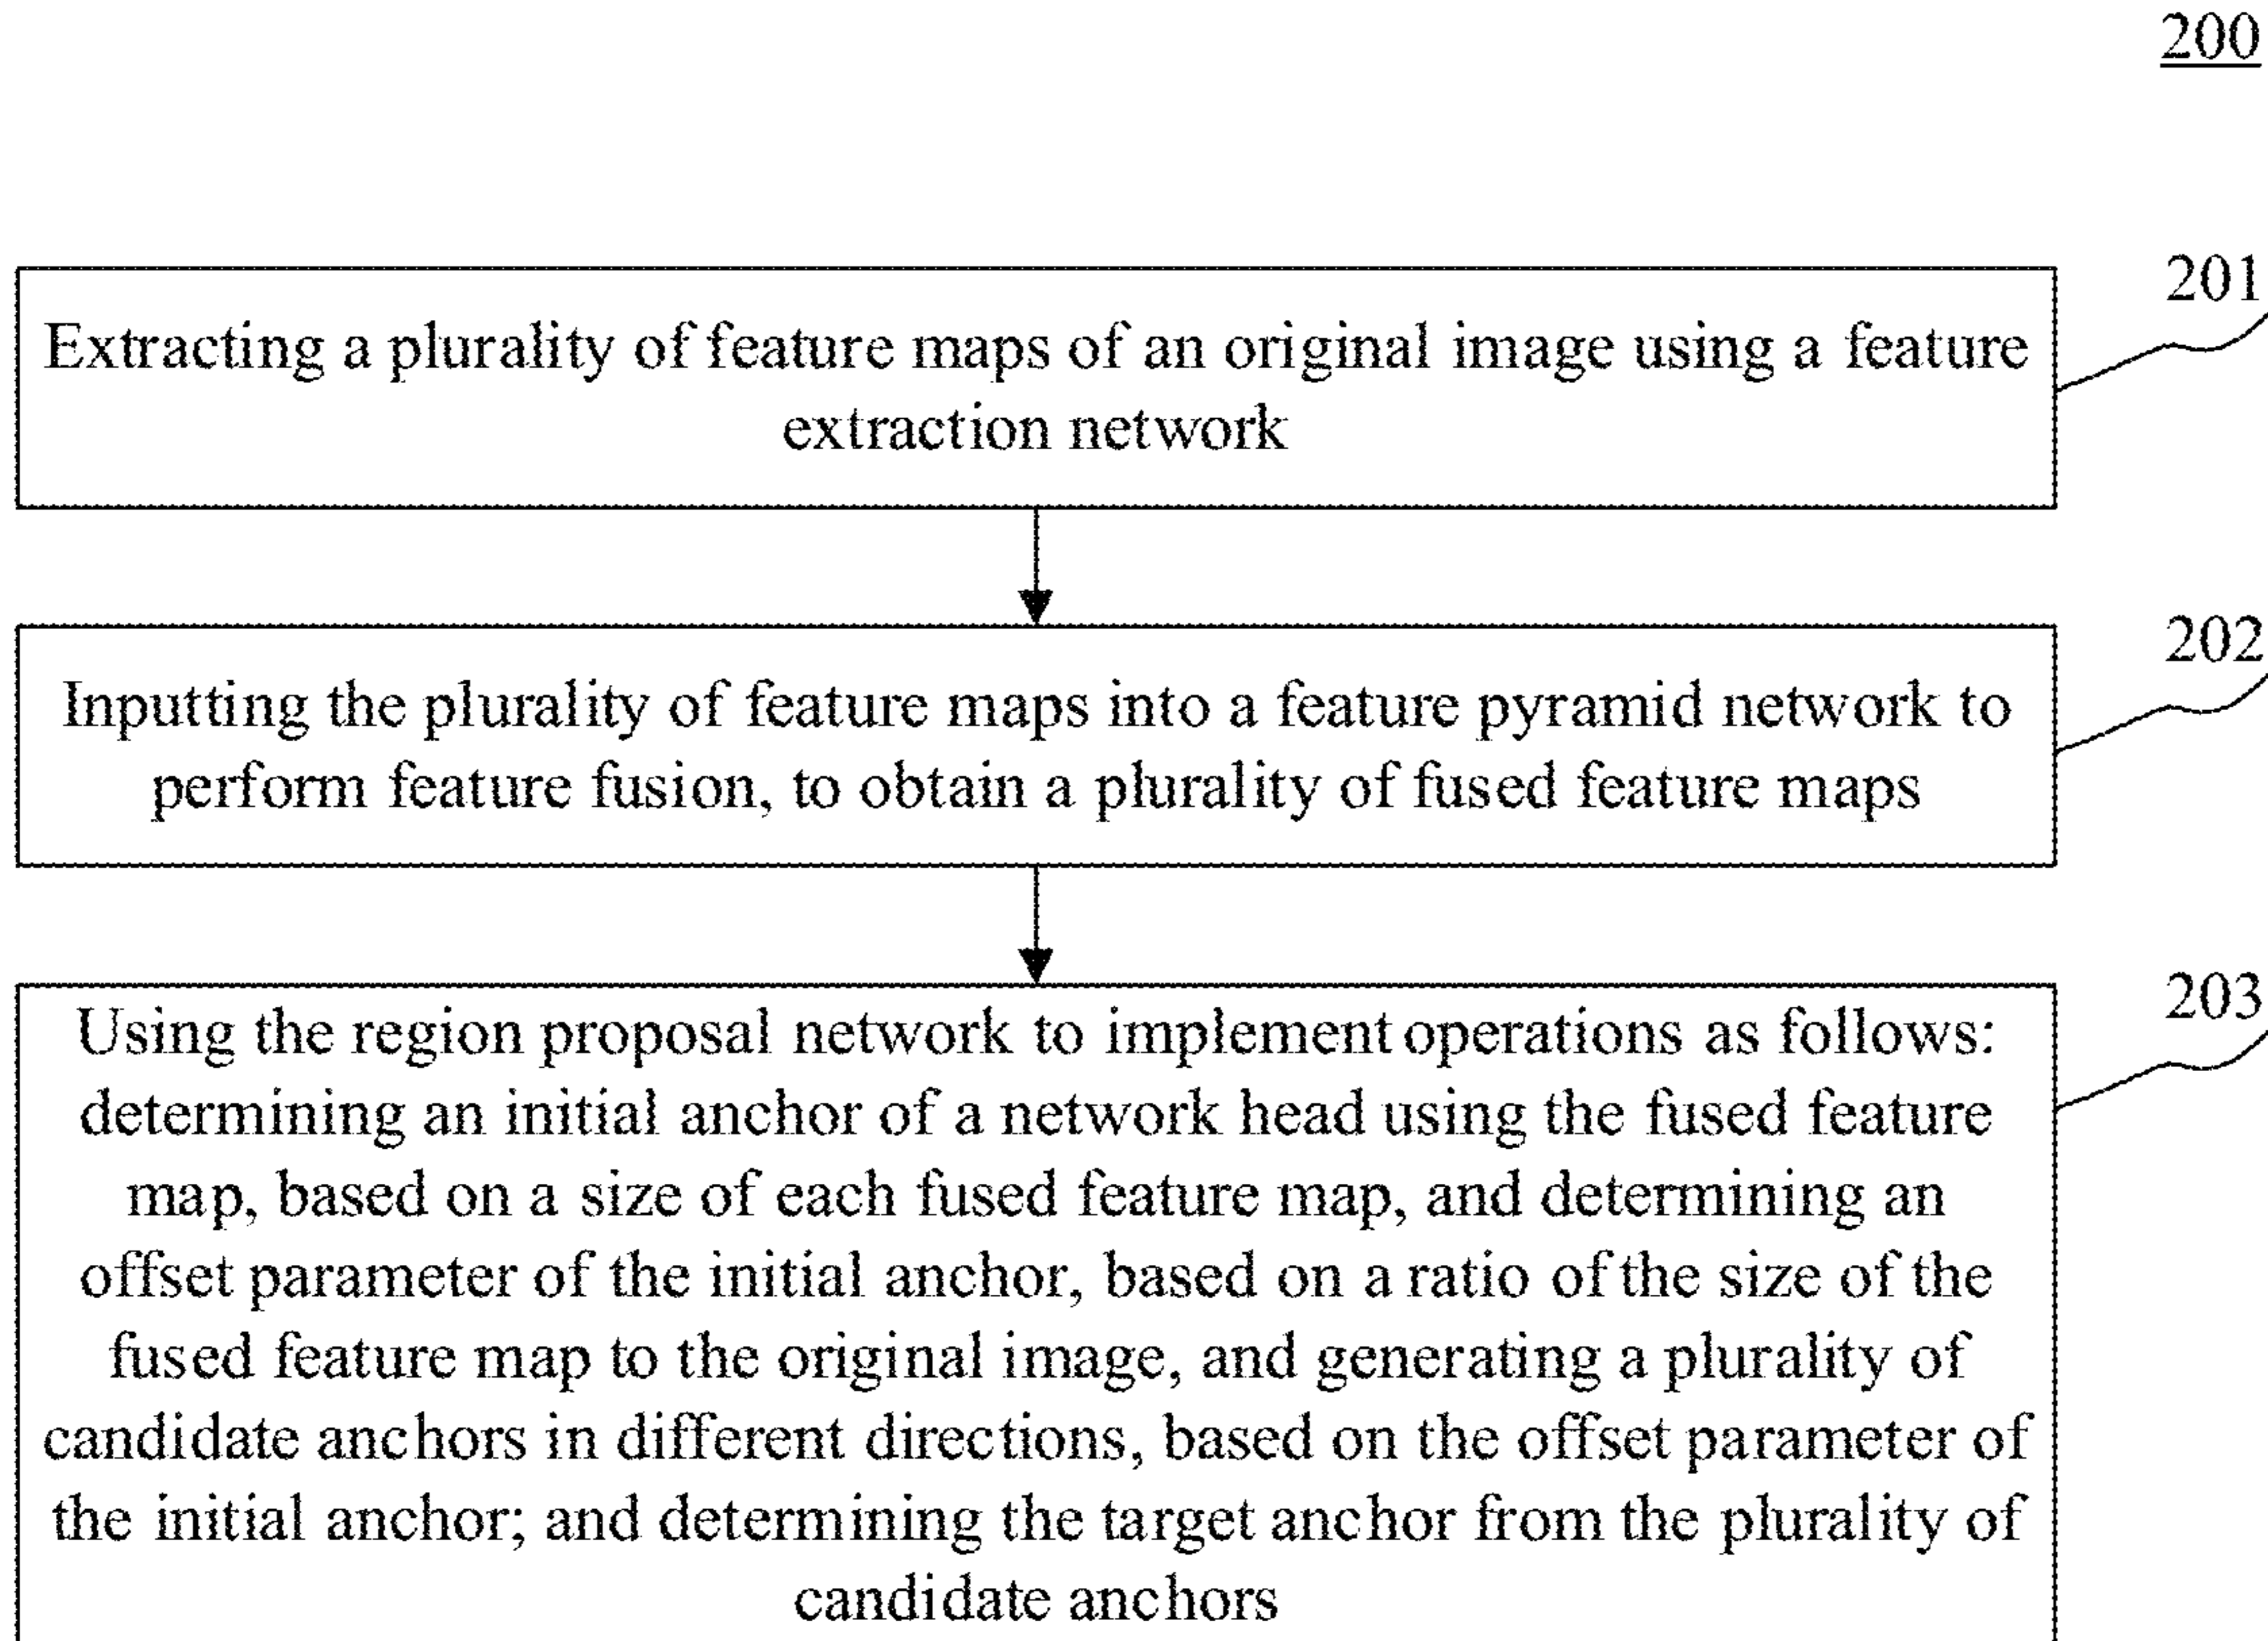 200
201
Extracting a plurality of feature maps of an original image using a feature
extraction network
202
Inputting the plurality of feature maps into a feature pyramid network to
perform feature fusion, to obtain a plurality of fused feature maps
203
Using the region proposal network to implement operations as follows:
determining an initial anchor of a network head using the fused feature
map, based on a size of each fused feature map, and determining an
offset parameter of the initial anchor, based on a ratio of the size of the
fused feature map to the original image, and generating a plurality of
candidate anchors in different directions, based on the offset parameter of
the initial anchor; and determining the target anchor from the plurality of
candidate anchors